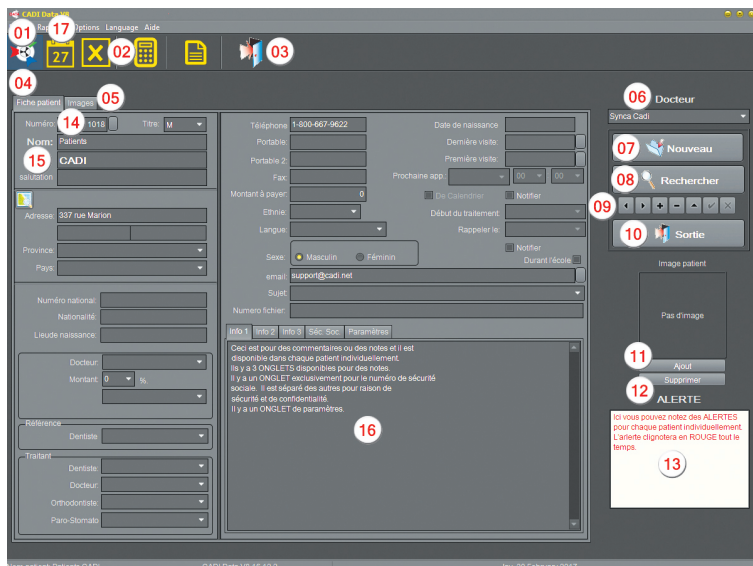 CADI Data V8
Options Language Aide
01
17
27
02
03
04
05
Fiche patient Images
Numéro: 14 1018 Titre: M
Nom: Patients
15 CADI
salutation
Adresse: 337 rue Marion
Province:
Pays:
Numéro national:
Nationalité:
Lieude naissance:
Docteur:
Montant: 0 %.
Référence
Dentiste
Traitant
Dentiste:
Docteur:
Orthodontiste:
Paro-Stomato
Téléphone 1-800-667-9622 Date de naissance
Portable: Dernière visite:
Portable 2: Première visite:
Fax: Prochaine app.: 00 00
Montant à payer: 0 De Calendrier Notifier
Ethnie: Début du traitement:
Langue: Rappeler le:
Sexe: Masculin Féminin Notifier
Durant l'école
email: support@cadi.net
Sujet:
Numero fichier:
Info 1 Info 2 Info 3 Séc. Soc. Paramètres
Ceci est pour des commentaires ou des notes et il est
disponible dans chaque patient individuellement.
Ils y a 3 ONGLETS disponibles pour des notes.
Il y a un ONGLET exclusivement pour le numéro de sécurité
sociale. Il est séparé des autres pour raison de
sécurité et de confidentialité.
Il y a un ONGLET de paramètres.
16
06 Docteur
Synca Cadi
07 Nouveau
08 Rechercher
09
10 Sortie
Image patient
Pas d'image
11 Ajout
Supprimer
12 ALERTE
Ici vous pouvez notez des ALERTES
pour chaque patient individuellement.
L'arlerte clignotera en ROUGE tout le
temps.
13